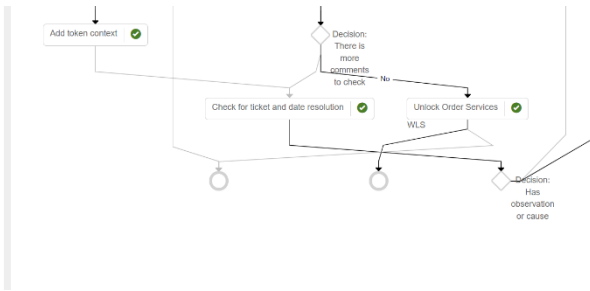 Add token context
Decision:
There is
more
comments
to check
No
Check for ticket and date resolution
Unlock Order Services
WLS
Decision:
Has
observation
or cause